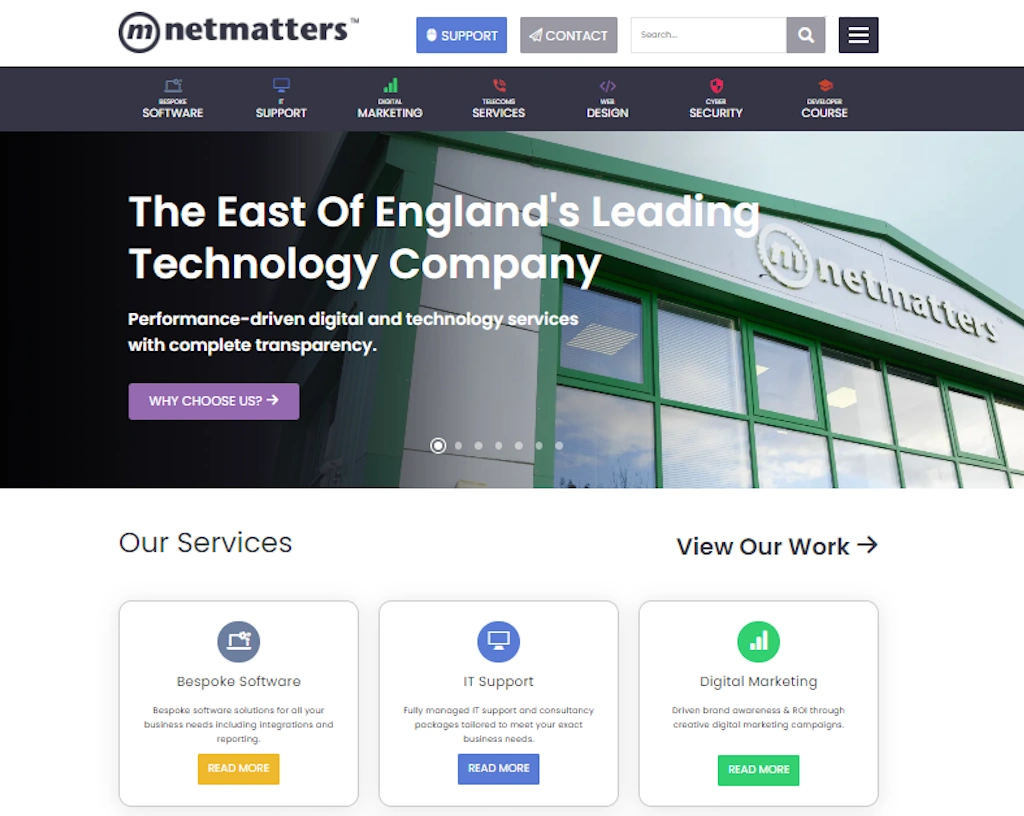 m netmatters™
SUPPORT
CONTACT
Search...
BESPOKE
SOFTWARE
IT
SUPPORT
DIGITAL
MARKETING
TELECOMS
SERVICES
WEB
DESIGN
CYBER
SECURITY
DEVELOPER
COURSE
The East Of England's Leading
Technology Company
Performance-driven digital and technology services
with complete transparency.
WHY CHOOSE US? →
m netmatters
Our Services
View Our Work →
Bespoke Software
Bespoke software solutions for all your
business needs including integrations and
reporting.
READ MORE
IT Support
Fully managed IT support and consultancy
packages tailored to meet your exact
business needs.
READ MORE
Digital Marketing
Driven brand awareness & ROI through
creative digital marketing campaigns.
READ MORE